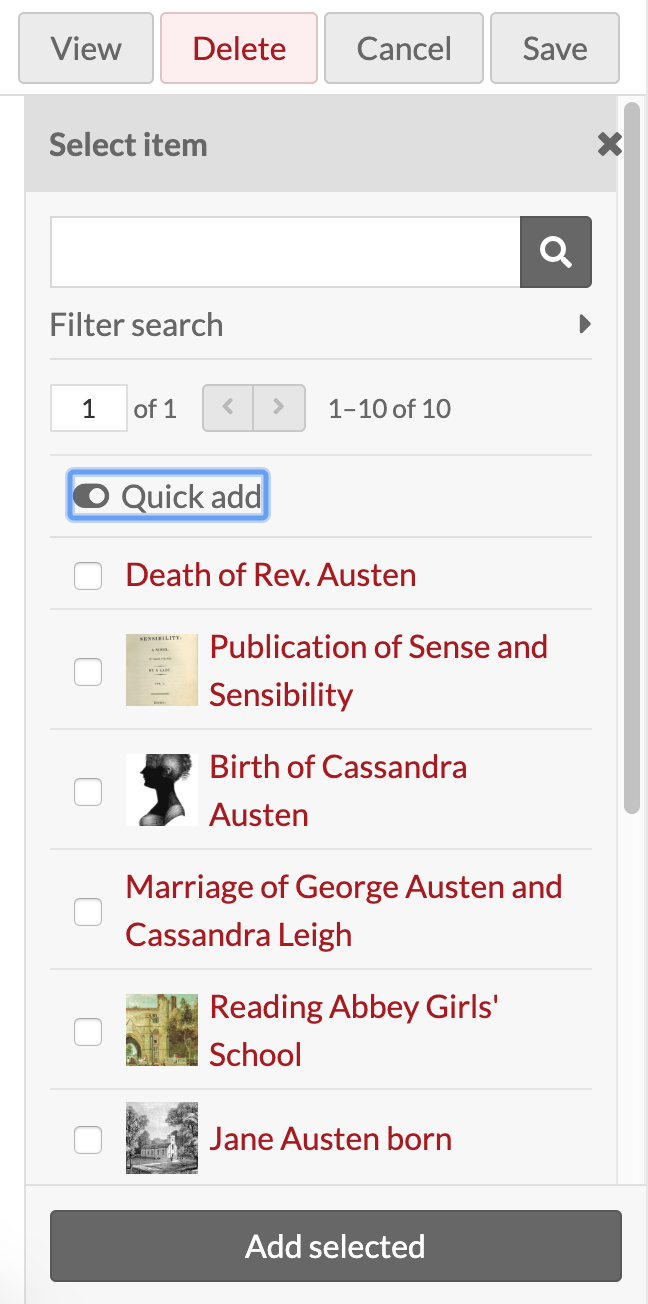 View Delete Cancel Save
Select item
Filter search
1 of 1 1–10 of 10
Quick add
Death of Rev. Austen
SENSIBILITY.
Publication of Sense and
Sensibility
Birth of Cassandra
Austen
Marriage of George Austen and
Cassandra Leigh
Reading Abbey Girls'
School
Jane Austen born
Add selected